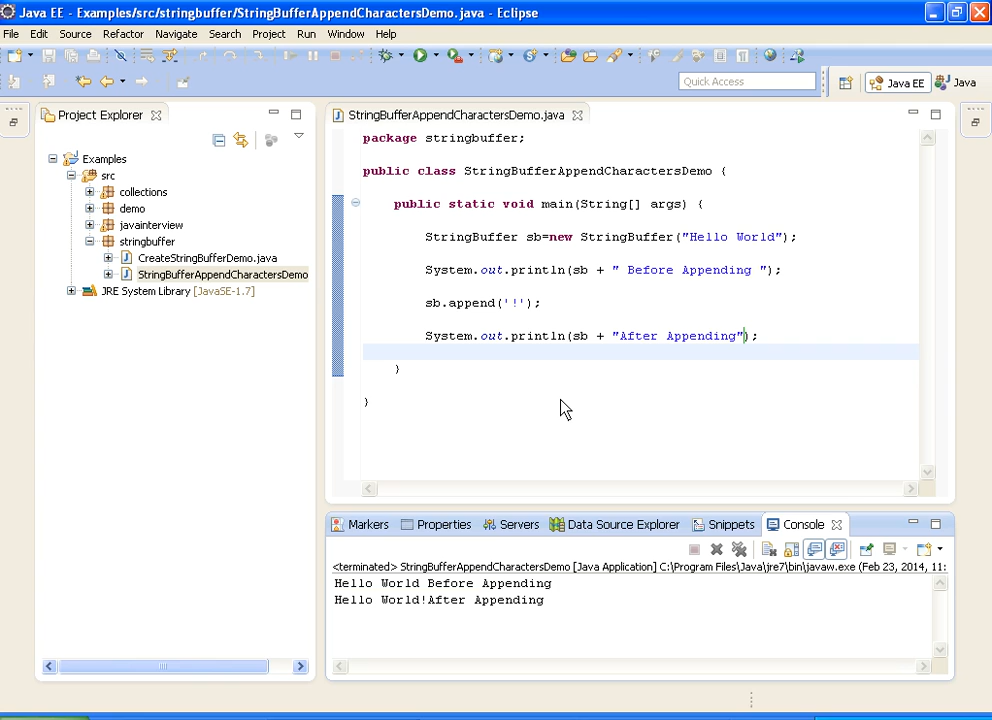 Java EE - Examples/src/stringbuffer/StringBufferAppendCharactersDemo.java - Eclipse
File Edit Source Refactor Navigate Search Project Run Window Help
Quick Access
Java EE
Java
Project Explorer
StringBufferAppendCharactersDemo.java
Examples
src
collections
demo
javainterview
stringbuffer
CreateStringBufferDemo.java
StringBufferAppendCharactersDemo
JRE System Library [JavaSE-1.7]
package stringbuffer;
public class StringBufferAppendCharactersDemo {
public static void main(String[] args) {
StringBuffer sb=new StringBuffer("Hello World");
System.out.println(sb + " Before Appending ");
sb.append('!');
System.out.println(sb + "After Appending");
}
}
Markers Properties Servers Data Source Explorer Snippets Console
<terminated> StringBufferAppendCharactersDemo [Java Application] C:\Program Files\Java\jre7\bin\javaw.exe (Feb 23, 2014, 11:
Hello World Before Appending
Hello World!After Appending